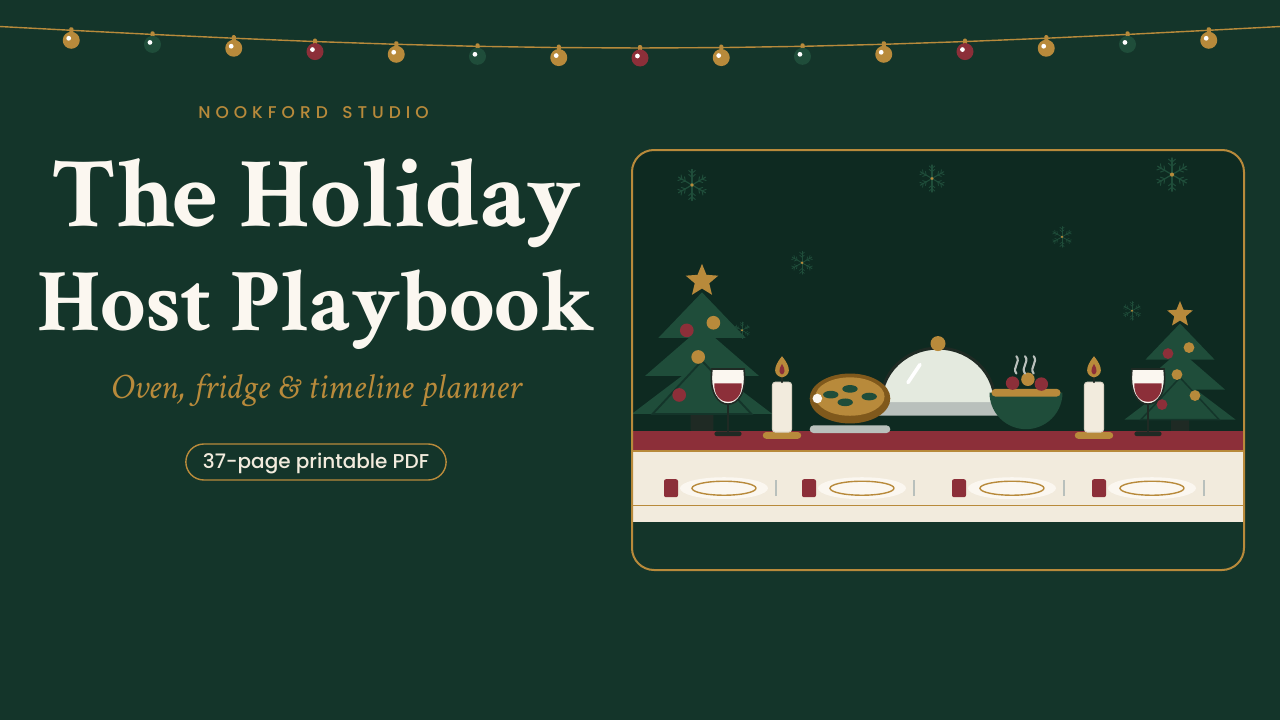 NOOKFORD STUDIO
The Holiday
Host Playbook
Oven, fridge & timeline planner
37-page printable PDF